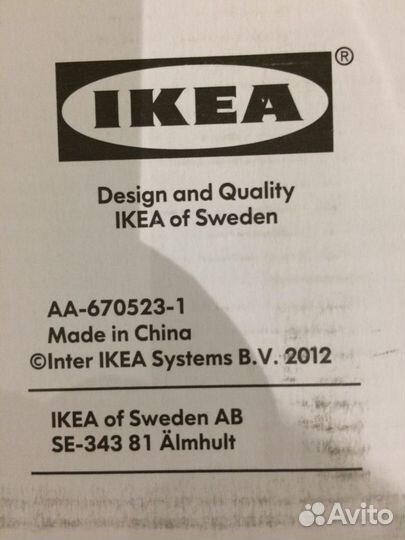 IKEA®
Design and Quality
IKEA of Sweden
AA-670523-1
Made in China
©Inter IKEA Systems B.V. 2012
IKEA of Sweden AB
SE-343 81 Älmhult
Avito